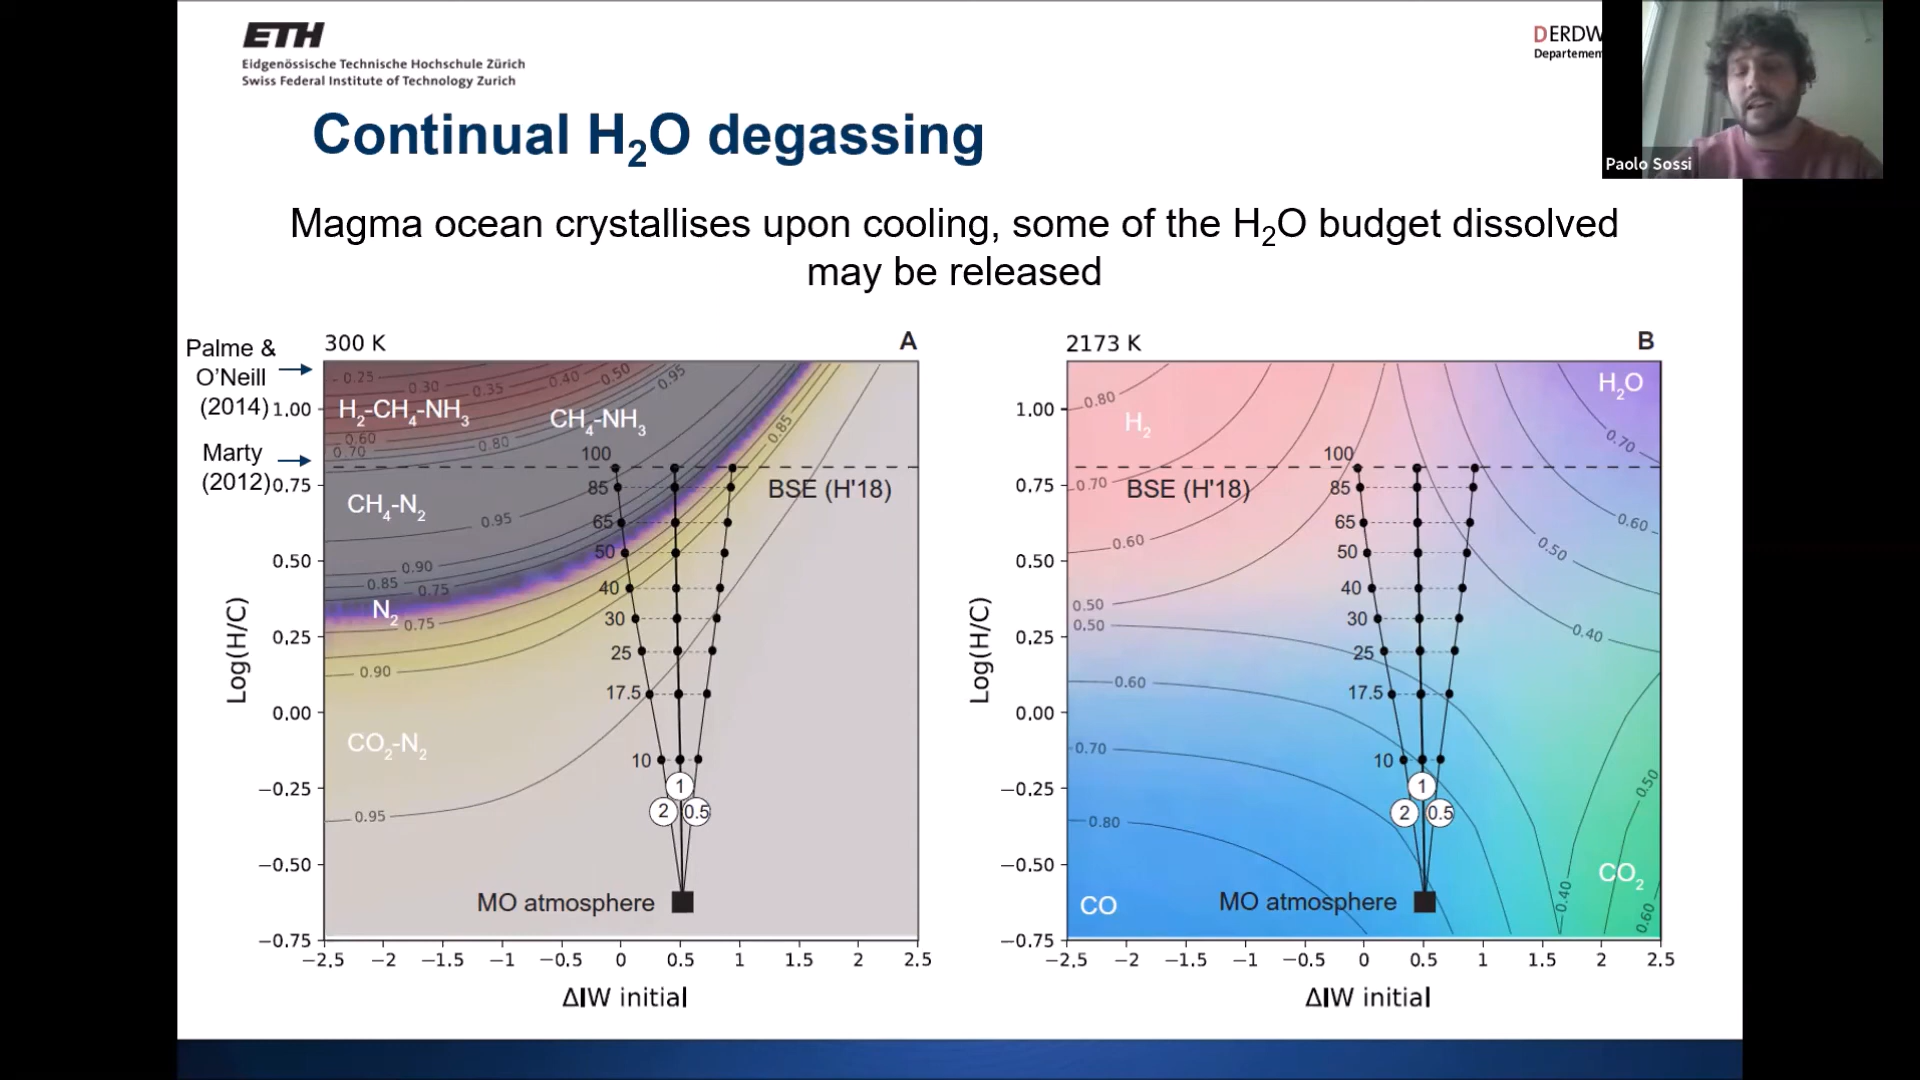 ETH
Eidgenössische Technische Hochschule Zürich
Swiss Federal Institute of Technology Zurich
DERDW
Departemen
Paolo Sossi
Continual H₂O degassing
Magma ocean crystallises upon cooling, some of the H₂O budget dissolved
may be released
Palme &
O'Neill
(2014)
Marty
(2012)
300 K
A
H₂-CH₄-NH₃
CH₄-NH₃
CH₄-N₂
N₂
CO₂-N₂
BSE (H'18)
MO atmosphere
0.25
0.30
0.35
0.40
0.50
0.95
0.60
0.70
0.80
0.85
0.95
0.90
0.85
0.75
0.75
0.90
0.95
100
85
65
50
40
30
25
17.5
10
1
2
0.5
Log(H/C)
1.00
0.75
0.50
0.25
0.00
−0.25
−0.50
−0.75
−2,5
−2
−1.5
−1
−0.5
0
0.5
1
1.5
2
2.5
ΔIW initial
2173 K
B
H₂
H₂O
CO
CO₂
BSE (H'18)
MO atmosphere
0.80
0.70
0.60
0.50
0.50
0.60
0.70
0.80
0.70
0.60
0.50
0.40
0.50
0.40
0.60
100
85
65
50
40
30
25
17.5
10
1
2
0.5
Log(H/C)
1.00
0.75
0.50
0.25
0.00
−0.25
−0.50
−0.75
−2,5
−2
−1.5
−1
−0.5
0
0.5
1
1.5
2
2.5
ΔIW initial